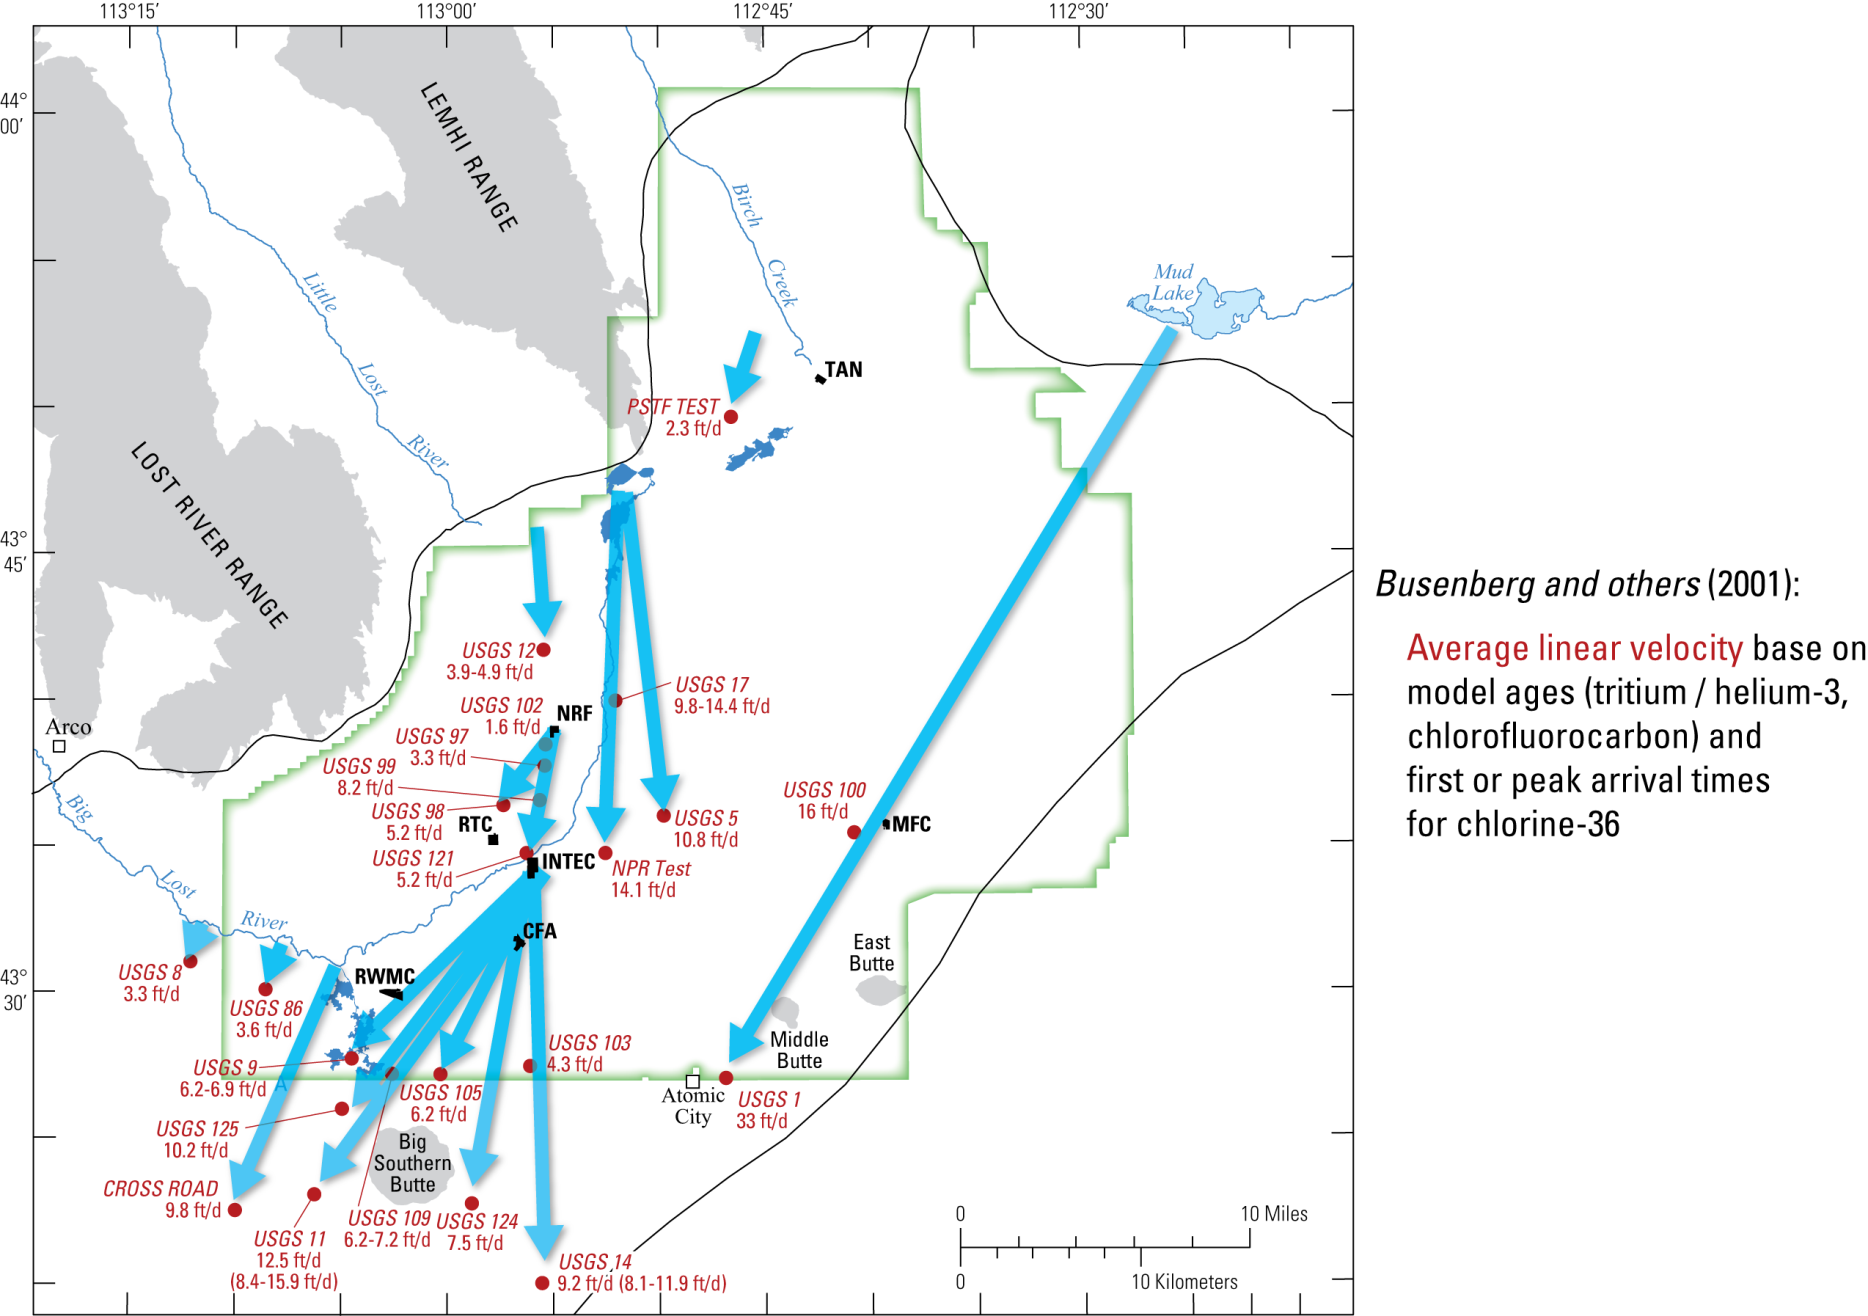 113°15′
113°00′
112°45′
112°30′
44°
00′
43°
45′
43°
30′
LEMHI RANGE
LOST RIVER RANGE
Little
Lost
River
Birch
Creek
Mud
Lake
TAN
PSTF TEST
2.3 ft/d
USGS 12
3.9-4.9 ft/d
USGS 102
1.6 ft/d
NRF
USGS 17
9.8-14.4 ft/d
USGS 97
3.3 ft/d
USGS 99
8.2 ft/d
USGS 98
5.2 ft/d
RTC
USGS 121
5.2 ft/d
INTEC
USGS 5
10.8 ft/d
NPR Test
14.1 ft/d
USGS 100
16 ft/d
MFC
Arco
Big
Lost
River
CFA
RWMC
USGS 8
3.3 ft/d
USGS 86
3.6 ft/d
East
Butte
Middle
Butte
USGS 9
6.2-6.9 ft/d
A
USGS 103
4.3 ft/d
USGS 105
6.2 ft/d
Atomic
City
USGS 1
33 ft/d
USGS 125
10.2 ft/d
Big
Southern
Butte
CROSS ROAD
9.8 ft/d
USGS 11
12.5 ft/d
(8.4-15.9 ft/d)
USGS 109
6.2-7.2 ft/d
USGS 124
7.5 ft/d
USGS 14
9.2 ft/d (8.1-11.9 ft/d)
0
10 Miles
0
10 Kilometers
Busenberg and others (2001):
Average linear velocity base on
model ages (tritium / helium-3,
chlorofluorocarbon) and
first or peak arrival times
for chlorine-36